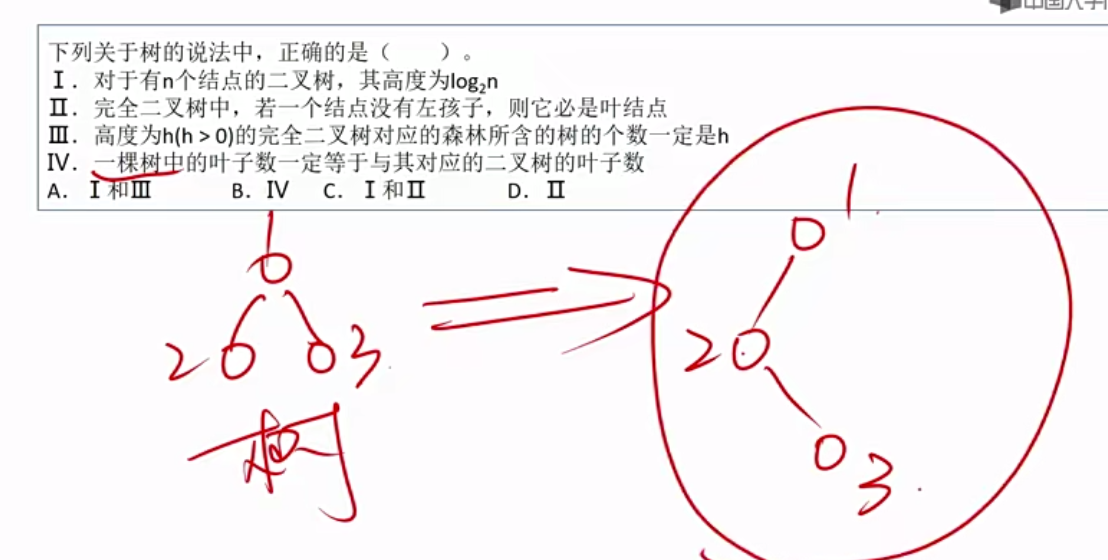 中国大学
下列关于树的说法中，正确的是（      ）。
Ⅰ．对于有n个结点的二叉树，其高度为log₂n
Ⅱ．完全二叉树中，若一个结点没有左孩子，则它必是叶结点
Ⅲ．高度为h(h > 0)的完全二叉树对应的森林所含的树的个数一定是h
Ⅳ．一棵树中的叶子数一定等于与其对应的二叉树的叶子数
A． Ⅰ和Ⅲ B．Ⅳ C．Ⅰ和Ⅱ D．Ⅱ
1
1
2 3
2
3
树